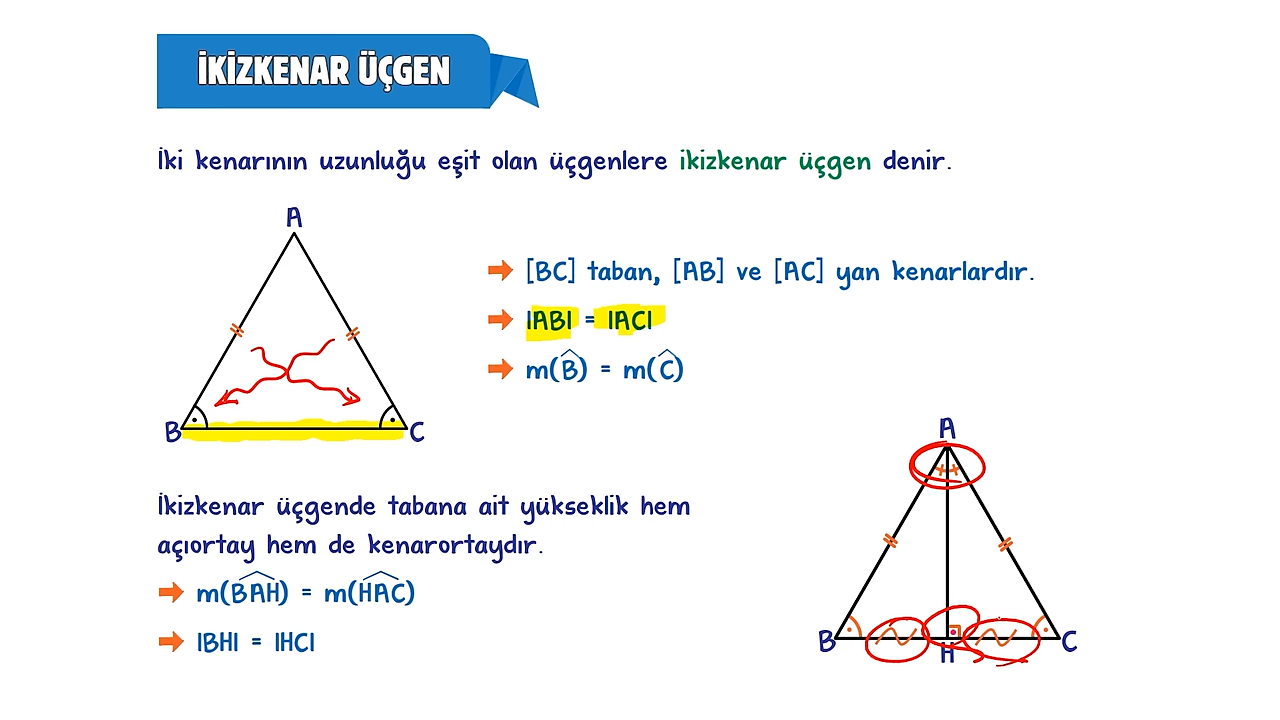 İKİZKENAR ÜÇGEN
İki kenarının uzunluğu eşit olan üçgenlere ikizkenar üçgen denir.
A
B
C
[BC] taban, [AB] ve [AC] yan kenarlardır.
|AB| = |AC|
m(B̂) = m(Ĉ)
İkizkenar üçgende tabana ait yükseklik hem
açıortay hem de kenarortaydır.
m(BÂH) = m(HÂC)
|BH| = |HC|
A
B
H
C